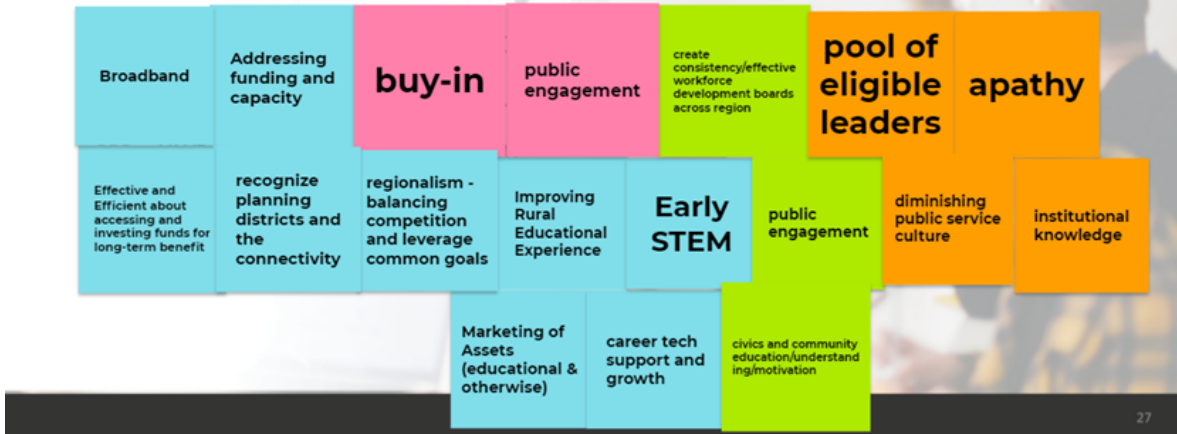 Broadband
Addressing
funding and
capacity
buy-in
public
engagement
create
consistency/effective
workforce
development boards
across region
pool of
eligible
leaders
apathy
Effective and
Efficient about
accessing and
investing funds for
long-term benefit
recognize
planning
districts and
the
connectivity
regionalism -
balancing
competition
and leverage
common goals
Improving
Rural
Educational
Experience
Early
STEM
public
engagement
diminishing
public service
culture
institutional
knowledge
Marketing of
Assets
(educational &
otherwise)
career tech
support and
growth
civics and community
education/understand
ing/motivation
27